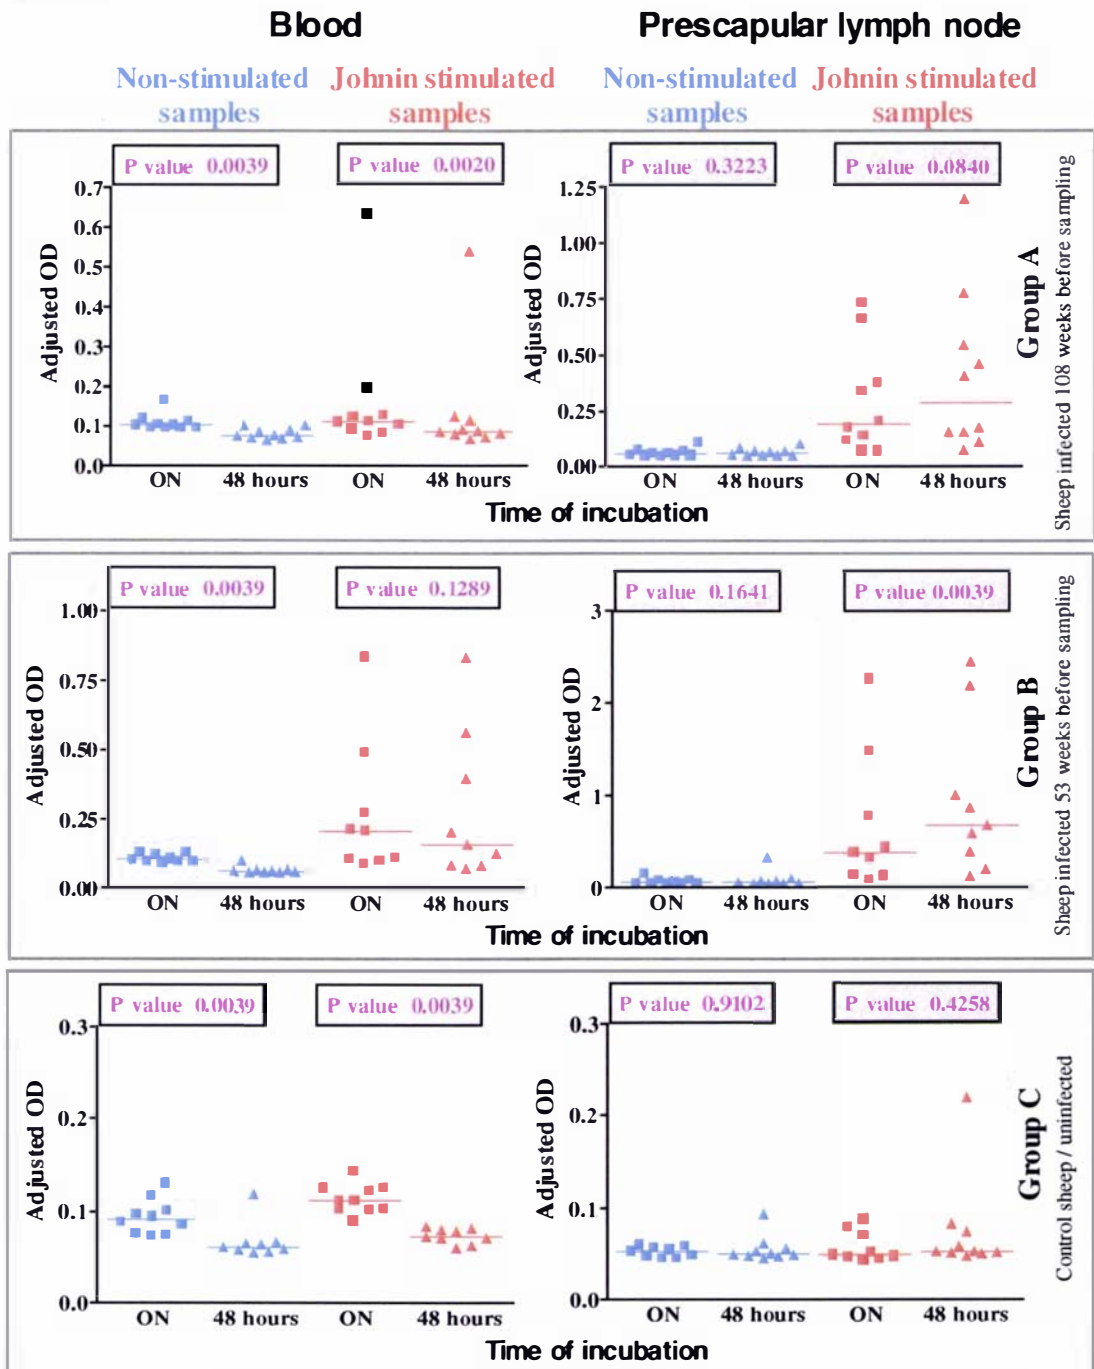 Blood
Prescapular lymph node
Non-stimulated samples
Johnin stimulated samples
Non-stimulated samples
Johnin stimulated samples
P value 0.0039
P value 0.0020
P value 0.3223
P value 0.0840
Adjusted OD
0.7
0.6
0.5
0.4
0.3
0.2
0.1
0.0
ON
48 hours
ON
48 hours
Adjusted OD
1.25
1.00
0.75
0.50
0.25
0.00
ON
48 hours
ON
48 hours
Time of incubation
Group A
Sheep infected 108 weeks before sampling
P value 0.0039
P value 0.1289
P value 0.1641
P value 0.0039
Adjusted OD
1.00
0.75
0.50
0.25
0.00
ON
48 hours
ON
48 hours
Adjusted OD
3
2
1
0
ON
48 hours
ON
48 hours
Time of incubation
Group B
Sheep infected 53 weeks before sampling
P value 0.0039
P value 0.0039
P value 0.9102
P value 0.4258
Adjusted OD
0.3
0.2
0.1
0.0
ON
48 hours
ON
48 hours
Adjusted OD
0.3
0.2
0.1
0.0
ON
48 hours
ON
48 hours
Time of incubation
Group C
Control sheep / uninfected